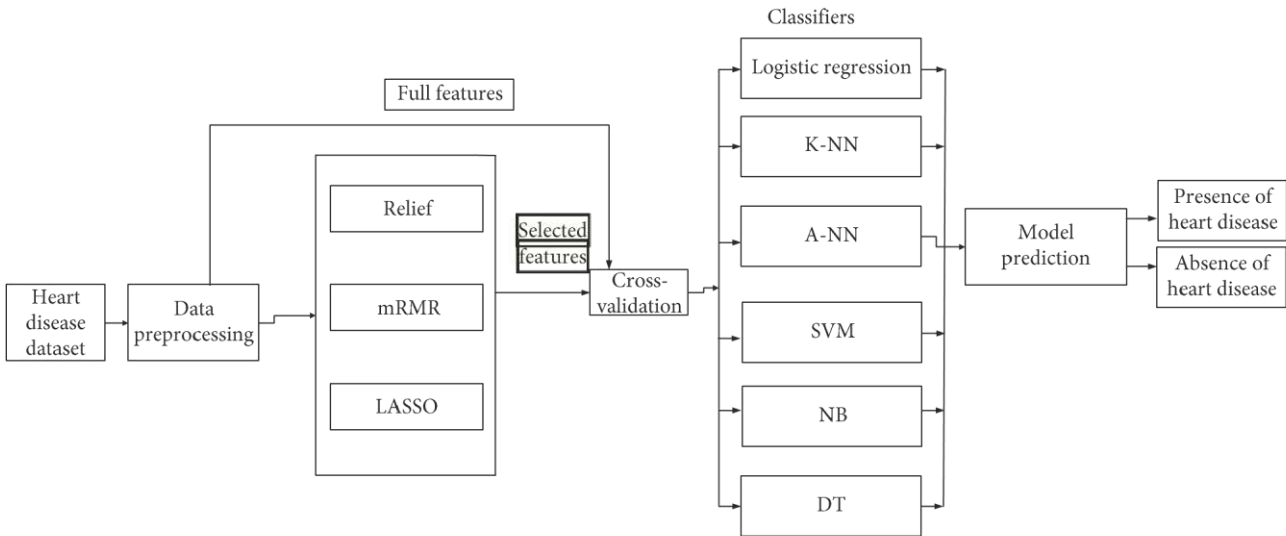 Classifiers
Logistic regression
Full features
K-NN
Relief
Selected
features
A-NN
Presence of
heart disease
Model
prediction
Absence of
heart disease
Heart
disease
dataset
Data
preprocessing
mRMR
Cross-
validation
SVM
LASSO
NB
DT